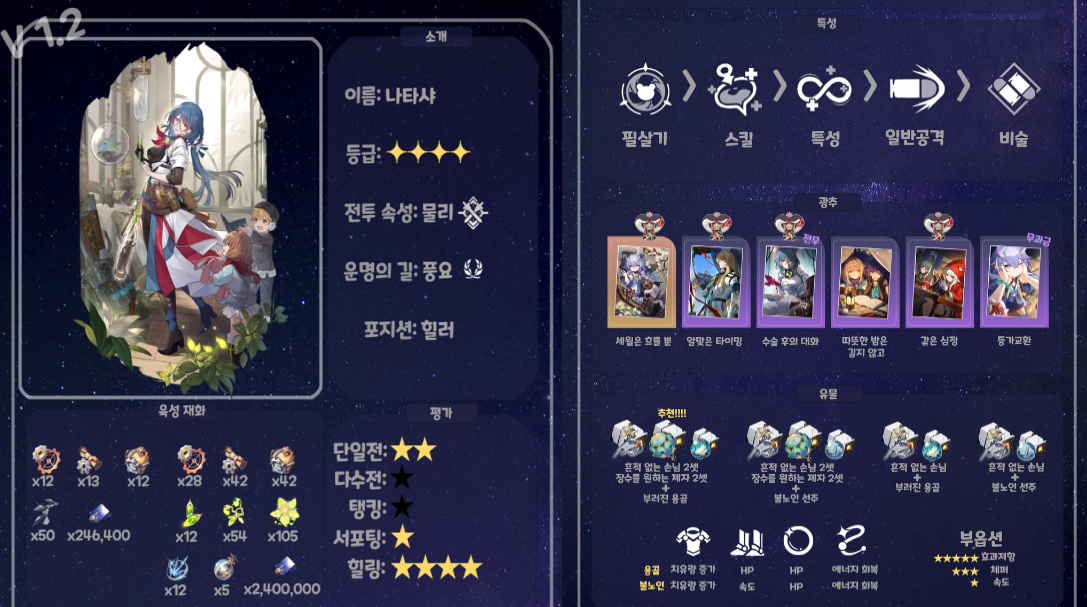 V 1.2
소개
이름: 나타샤
등급:
전투 속성: 물리
운명의 길: 풍요
포지션: 힐러
육성 재화
x12 x13 x12 x28 x42 x42
x50 x246,400 x12 x54 x105
x12 x5 x2,400,000
평가
단일전:
다수전:
탱킹:
서포팅:
힐링:
특성
필살기 스킬 특성 일반공격 비술
광추
전무
무과금
세월은 흐를 뿐
알맞은 타이밍
수술 후의 대화
따뜻한 밤은
길지 않고
같은 심정
등가교환
유물
추천!!!!
흔적 없는 손님 2셋
장수를 원하는 제자 2셋
+
부러진 용골
흔적 없는 손님 2셋
장수를 원하는 제자 2셋
+
불노인 선주
흔적 없는 손님
+
부러진 용골
흔적 없는 손님
+
불노인 선주
용골 치유량 증가 HP HP 에너지 회복
불노인 치유량 증가 속도 HP 에너지 회복
부옵션
효과저항
체퍼
속도